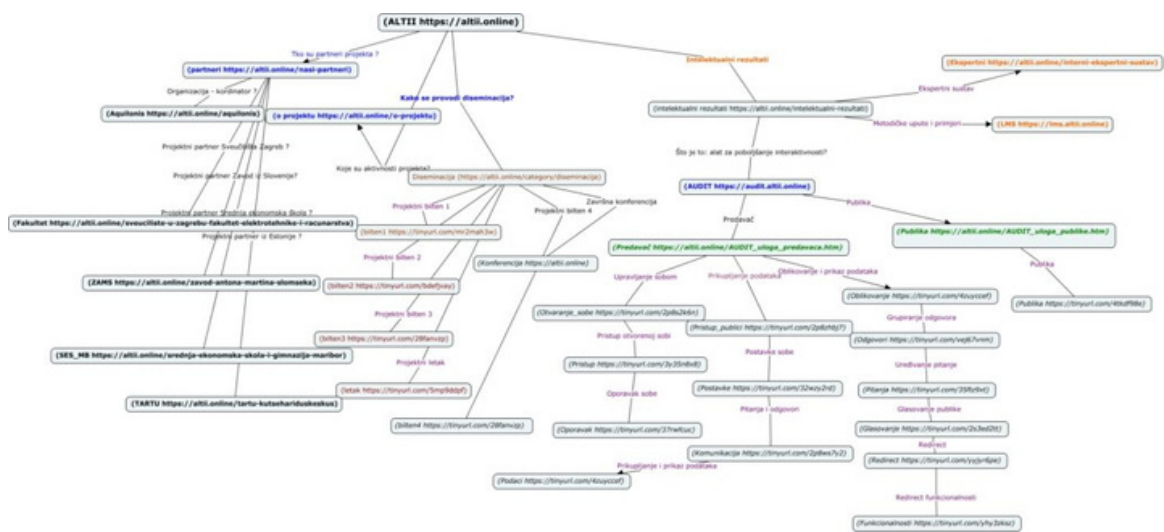 (ALTII https://altii.online)
Tko su partneri projekta ?
Intelektualni rezultati
(Ekspertni https://altii.online/interni-ekspertni-sustav)
(partneri https://altii.online/nasi-partneri)
Ekspertni sustav
Organizacija - kordinator ?
Kako se provodi diseminacija?
(intelektualni rezultati https://altii.online/intelektualni-rezultati)
(Aquilonis https://altii.online/aquilonis)
(o projektu https://altii.online/o-projektu)
Metodičke upute i primjeri
(LMS https://lms.altii.online)
Projektni partner Sveučilište Zagreb ?
Što je to: alat za poboljšanje interaktivnosti?
Koje su aktivnosti projekta?
Projektni partner Zavod iz Slovenije?
Diseminacija (https://altii.online/category/diseminacija)
(AUDIT https://audit.altii.online)
Projektni bilten 1
Završna konferencija
Publika
Projektni partner Srednja ekonomska škola ?
Projektni bilten 4
Predavač
(Fakultet https://altii.online/sveuciliste-u-zagrebu-fakultet-elektrotehnike-i-racunarstva)
(bilten1 https://tinyurl.com/mr2mah3w)
(Publika https://altii.online/AUDIT_uloga_publike.htm)
Projektni partner iz Estonije ?
(Predavač https://altii.online/AUDIT_uloga_predavaca.htm)
Projektni bilten 2
(Konferencija https://altii.online)
Publika
Upravljanje sobom
Prikupljanje podataka
Oblikovanje i prikaz podataka
(ZAMS https://altii.online/zavod-antona-martina-slomseka)
(bilten2 https://tinyurl.com/bdefjvay)
(Oblikovanje https://tinyurl.com/4zuyccef)
(Publika https://tinyurl.com/4tkdf98e)
(Otvaranje_sobe https://tinyurl.com/2p8s2k6n)
Projektni bilten 3
Grupiranje odgovora
(Pristup_publici https://tinyurl.com/2p8zhbj7)
(bilten3 https://tinyurl.com/28fanvzp)
Pristup otvorenoj sobi
(Odgovori https://tinyurl.com/vej67vnm)
(SES_MB https://altii.online/srednja-ekonomska-skola-i-gimnazija-maribor)
Postavke sobe
Projektni letak
(Pristup https://tinyurl.com/3y35n6x8)
Uređivanje pitanje
(letak https://tinyurl.com/5mp9ddpf)
(Postavke https://tinyurl.com/32wzy2rd)
(Pitanja https://tinyurl.com/35ftz9xt)
(TARTU https://altii.online/tartu-kutsehariduskeskus)
Oporavak sobe
Glasovanje publike
Pitanja i odgovori
(bilten4 https://tinyurl.com/28fanvzp)
(Oporavak https://tinyurl.com/37rwfcuc)
(Glasovanje https://tinyurl.com/2s3ed2tt)
Redirect
(Komunikacija https://tinyurl.com/2p8ws7y2)
(Redirect https://tinyurl.com/yvjyr6pe)
Prikupljanje i prikaz podataka
(Podaci https://tinyurl.com/4zuyccef)
Redirect funkcionalnosti
(Funkcionalnosti https://tinyurl.com/yhy3zksz)